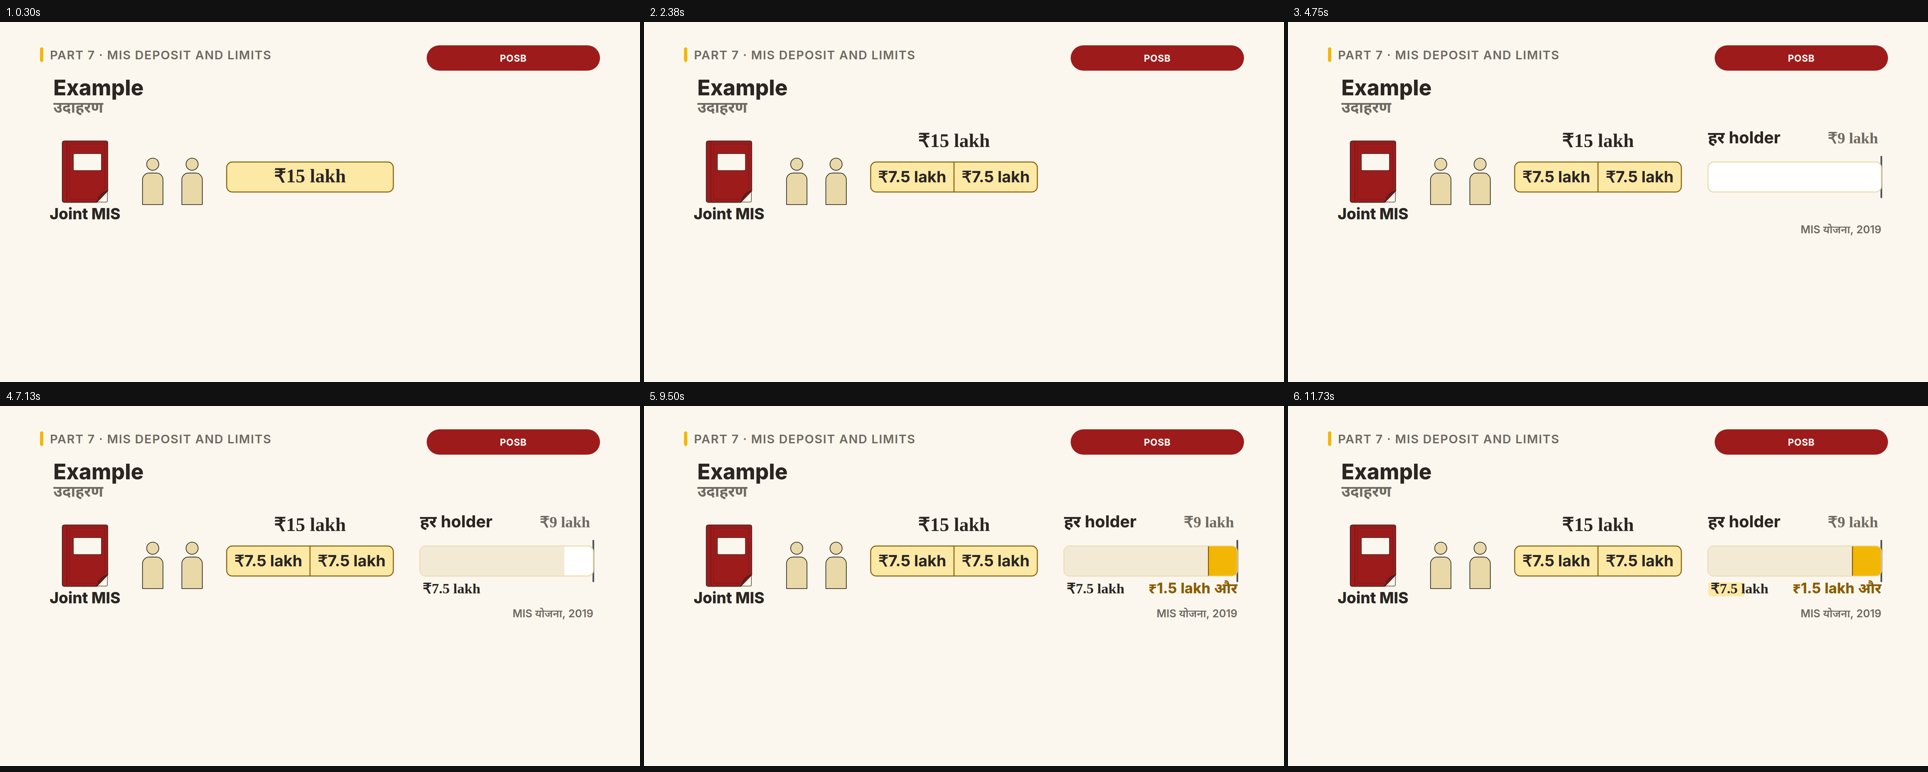 1. 0.30s
PART 7 · MIS DEPOSIT AND LIMITS
POSB
Example
उदाहरण
₹15 lakh
Joint MIS
2. 2.38s
PART 7 · MIS DEPOSIT AND LIMITS
POSB
Example
उदाहरण
₹15 lakh
₹7.5 lakh ₹7.5 lakh
Joint MIS
3. 4.75s
PART 7 · MIS DEPOSIT AND LIMITS
POSB
Example
उदाहरण
₹15 lakh हर holder ₹9 lakh
₹7.5 lakh ₹7.5 lakh
Joint MIS
MIS योजना, 2019
4. 7.13s
PART 7 · MIS DEPOSIT AND LIMITS
POSB
Example
उदाहरण
₹15 lakh हर holder ₹9 lakh
₹7.5 lakh ₹7.5 lakh
₹7.5 lakh
Joint MIS
MIS योजना, 2019
5. 9.50s
PART 7 · MIS DEPOSIT AND LIMITS
POSB
Example
उदाहरण
₹15 lakh हर holder ₹9 lakh
₹7.5 lakh ₹7.5 lakh
₹7.5 lakh ₹1.5 lakh और
Joint MIS
MIS योजना, 2019
6. 11.73s
PART 7 · MIS DEPOSIT AND LIMITS
POSB
Example
उदाहरण
₹15 lakh हर holder ₹9 lakh
₹7.5 lakh ₹7.5 lakh
₹7.5 lakh ₹1.5 lakh और
Joint MIS
MIS योजना, 2019